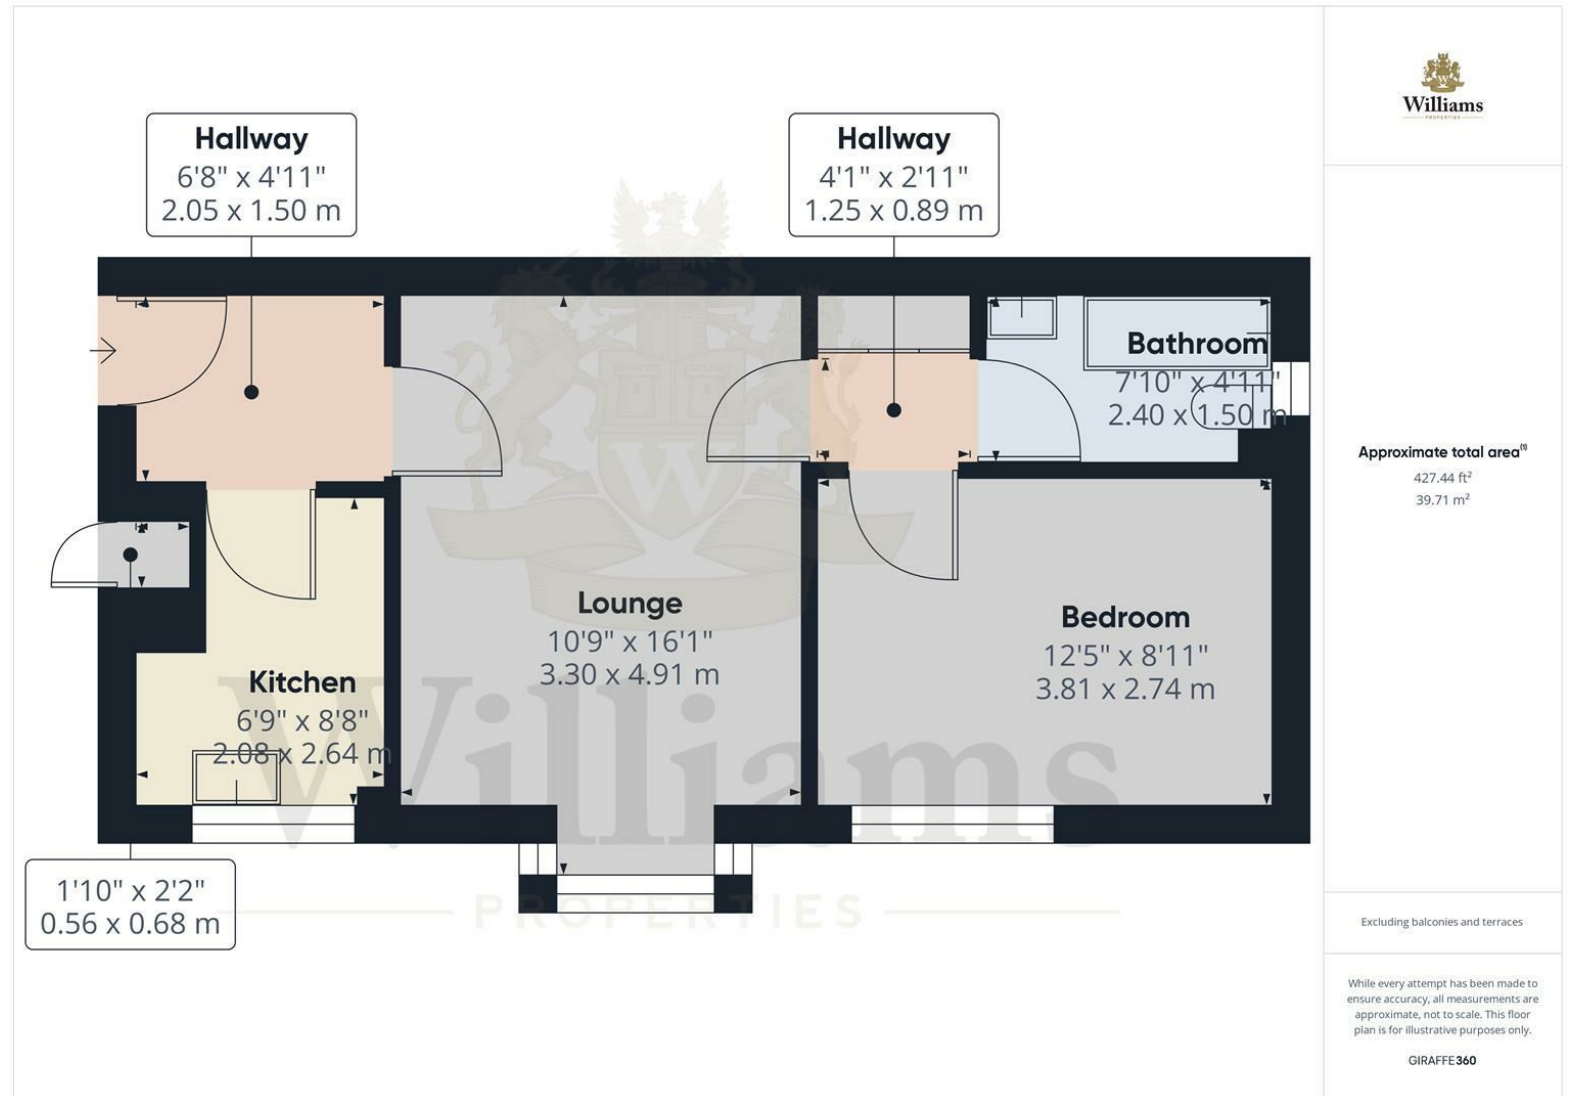 Hallway
6'8" x 4'11"
2.05 x 1.50 m
Hallway
4'1" x 2'11"
1.25 x 0.89 m
Bathroom
7'10" x 4'11"
2.40 x 1.50 m
Lounge
10'9" x 16'1"
3.30 x 4.91 m
Bedroom
12'5" x 8'11"
3.81 x 2.74 m
Kitchen
6'9" x 8'8"
2.08 x 2.64 m
1'10" x 2'2"
0.56 x 0.68 m
W
Williams
PROPERTIES
Williams
PROPERTIES
Approximate total area⁽¹⁾
427.44 ft²
39.71 m²
Excluding balconies and terraces
While every attempt has been made to
ensure accuracy, all measurements are
approximate, not to scale. This floor
plan is for illustrative purposes only.
GIRAFFE360